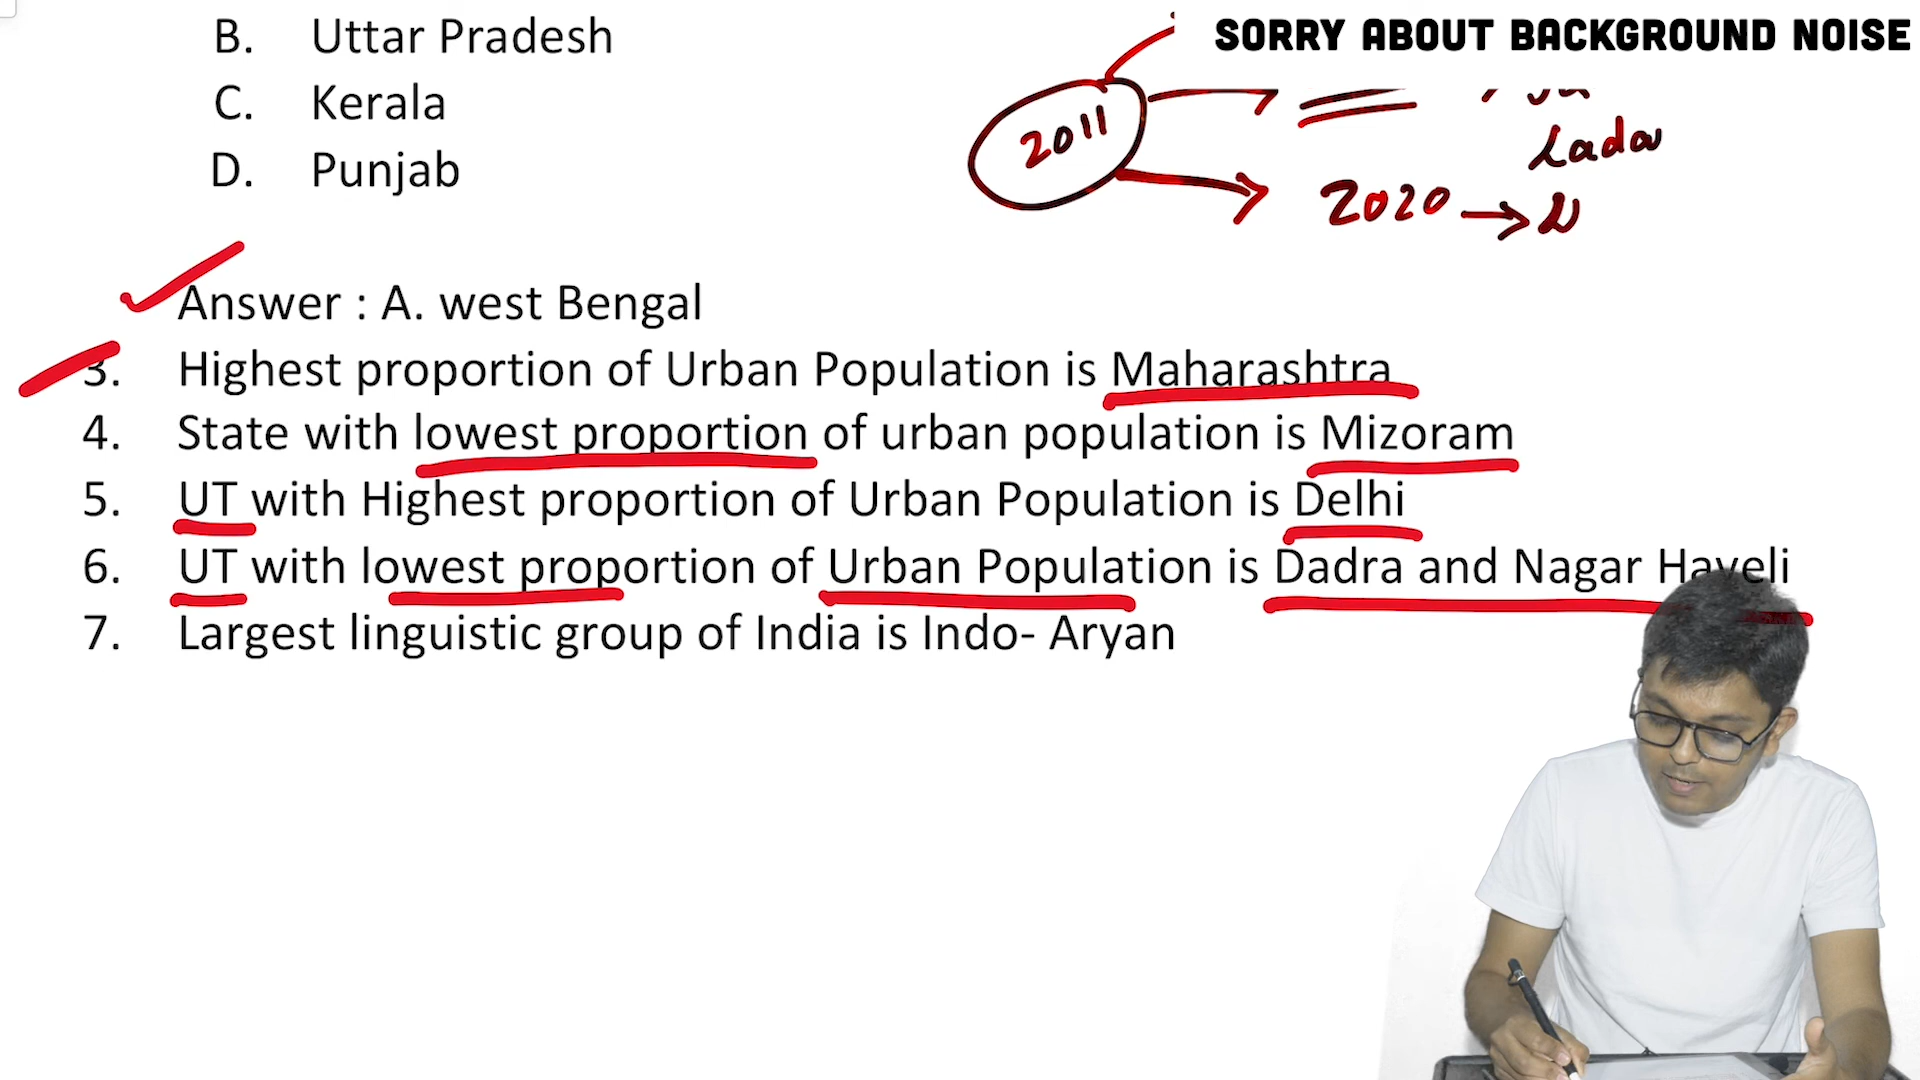 B. Uttar Pradesh
SORRY ABOUT BACKGROUND NOISE
C. Kerala
2011
D. Punjab
2020
Answer : A. west Bengal
3. Highest proportion of Urban Population is Maharashtra
4. State with lowest proportion of urban population is Mizoram
5. UT with Highest proportion of Urban Population is Delhi
6. UT with lowest proportion of Urban Population is Dadra and Nagar Haveli
7. Largest linguistic group of India is Indo- Aryan